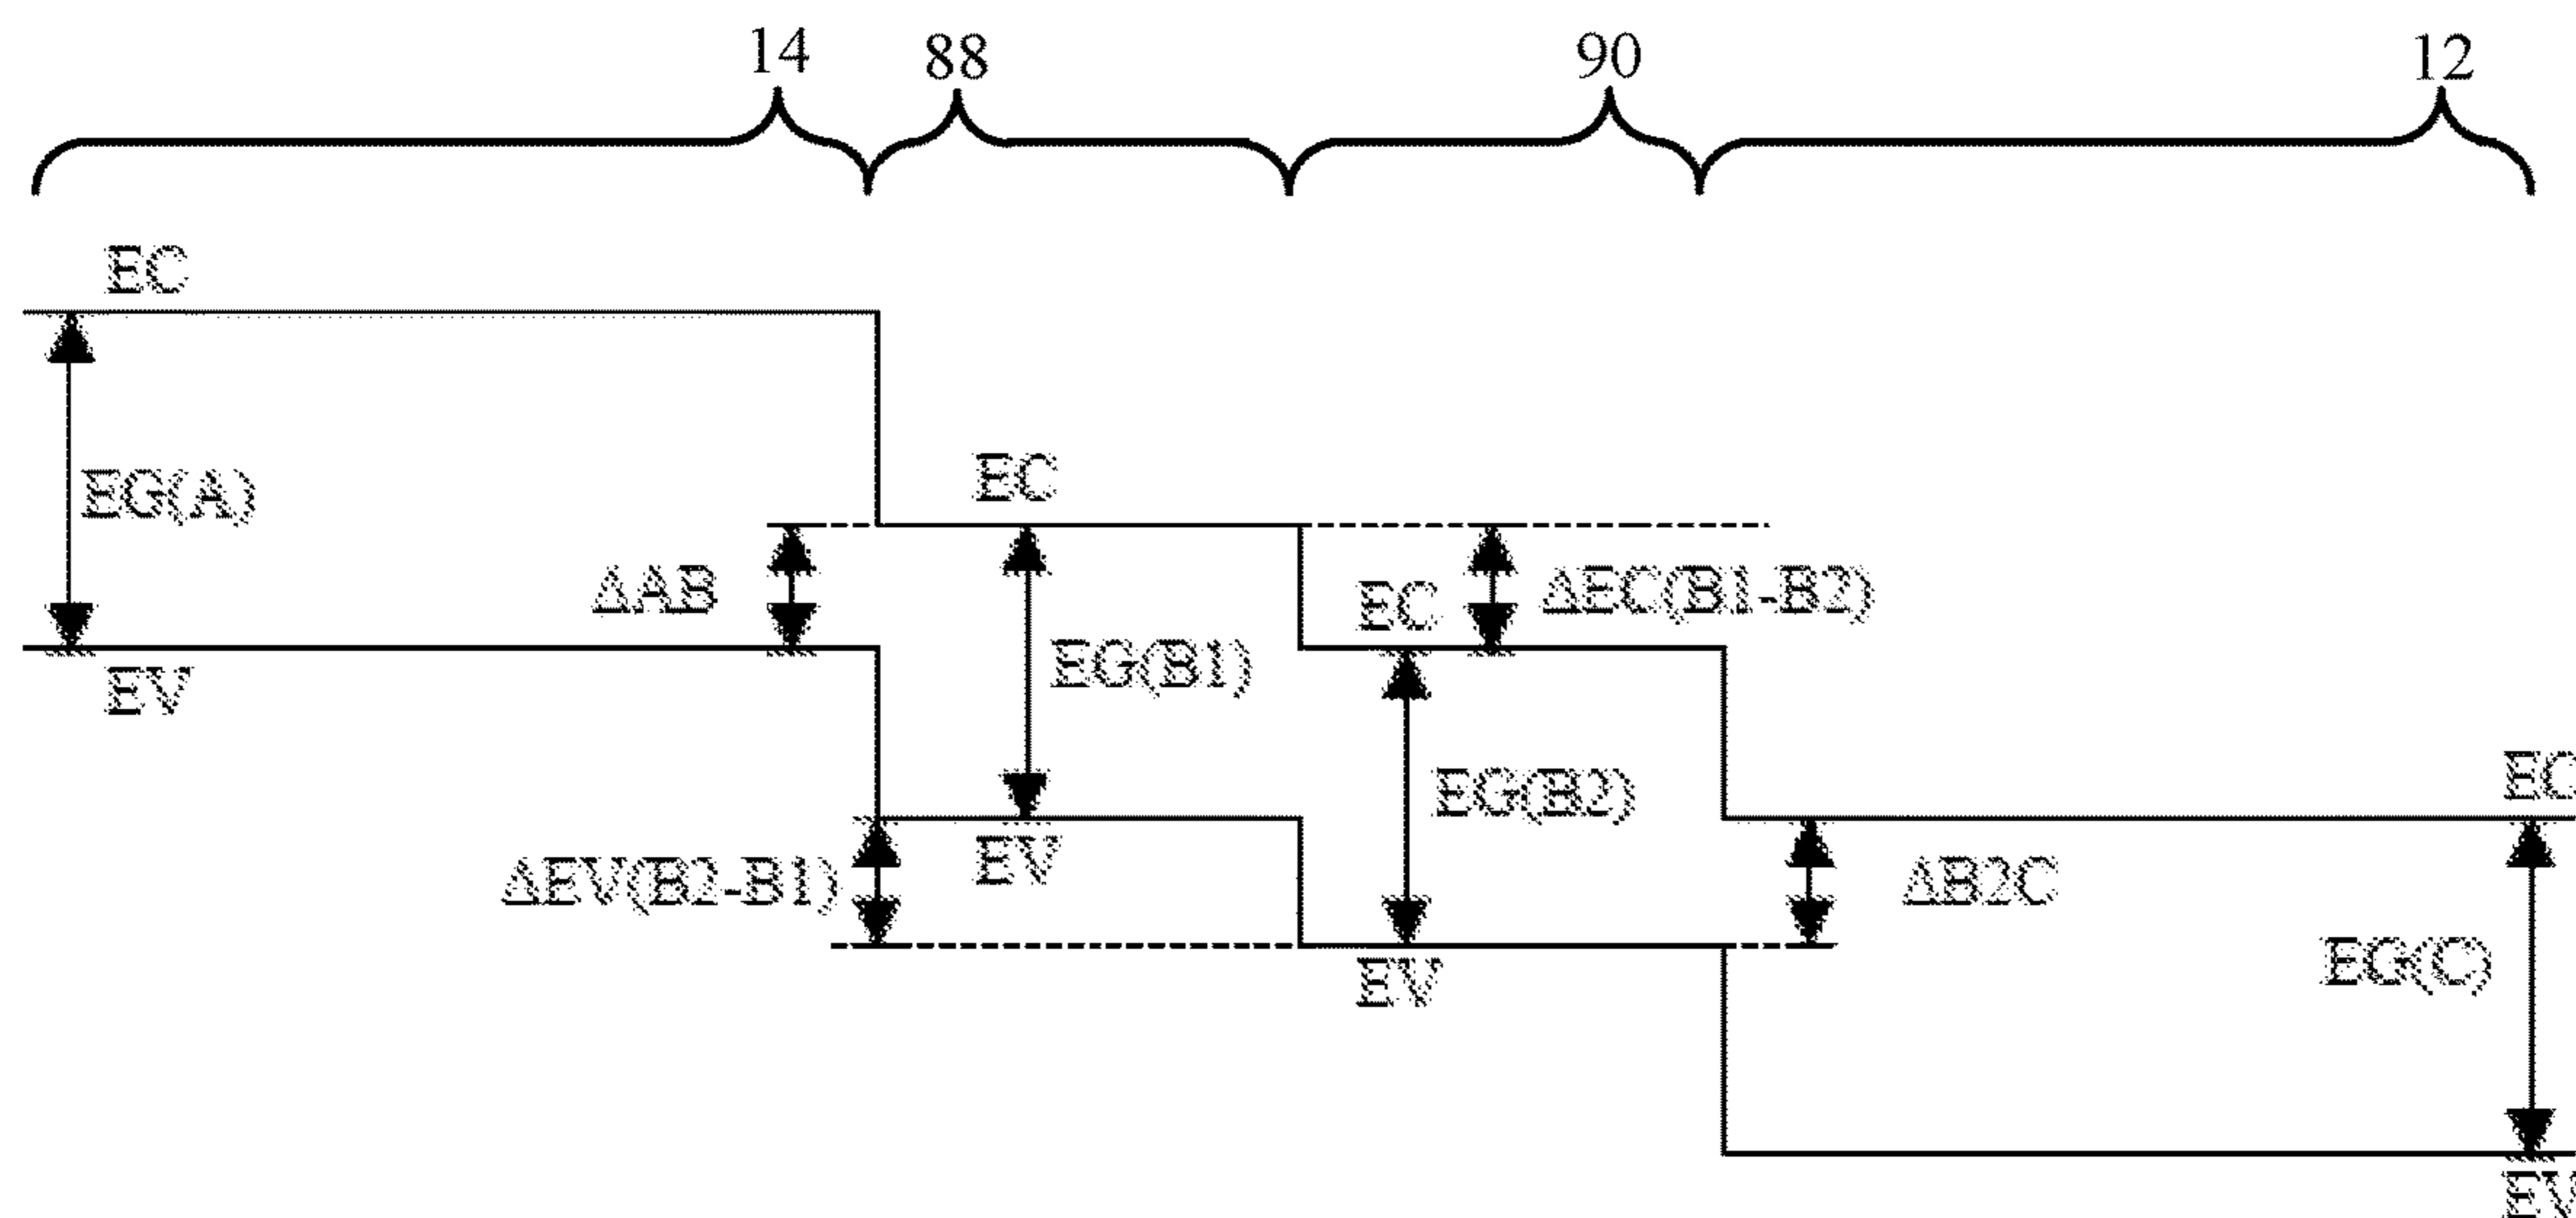 14 88 90 12
EC
EG(A)
EC
ΔAB
EC
ΔEC(B1-B2)
EG(B1)
EV
EC
EG(B2)
EV
ΔEV(B2-B1)
ΔB2C
EG(C)
EV
EV